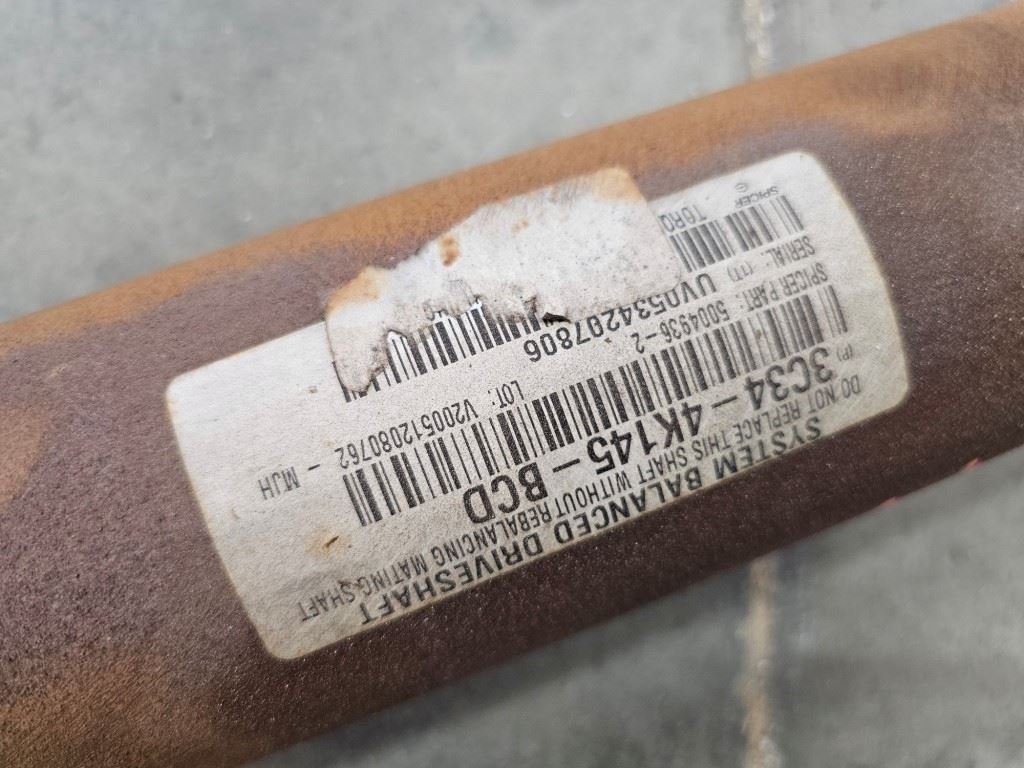 SYSTEM BALANCED DRIVESHAFT
DO NOT REPLACE THIS SHAFT WITHOUT REBALANCING MATING SHAFT
(P) 3C34-4K145-BCD
SPICER PART: 5004936-2 LOT: V200512080762 - MJH
SERIAL: (1T) UV0534207806
SPICER